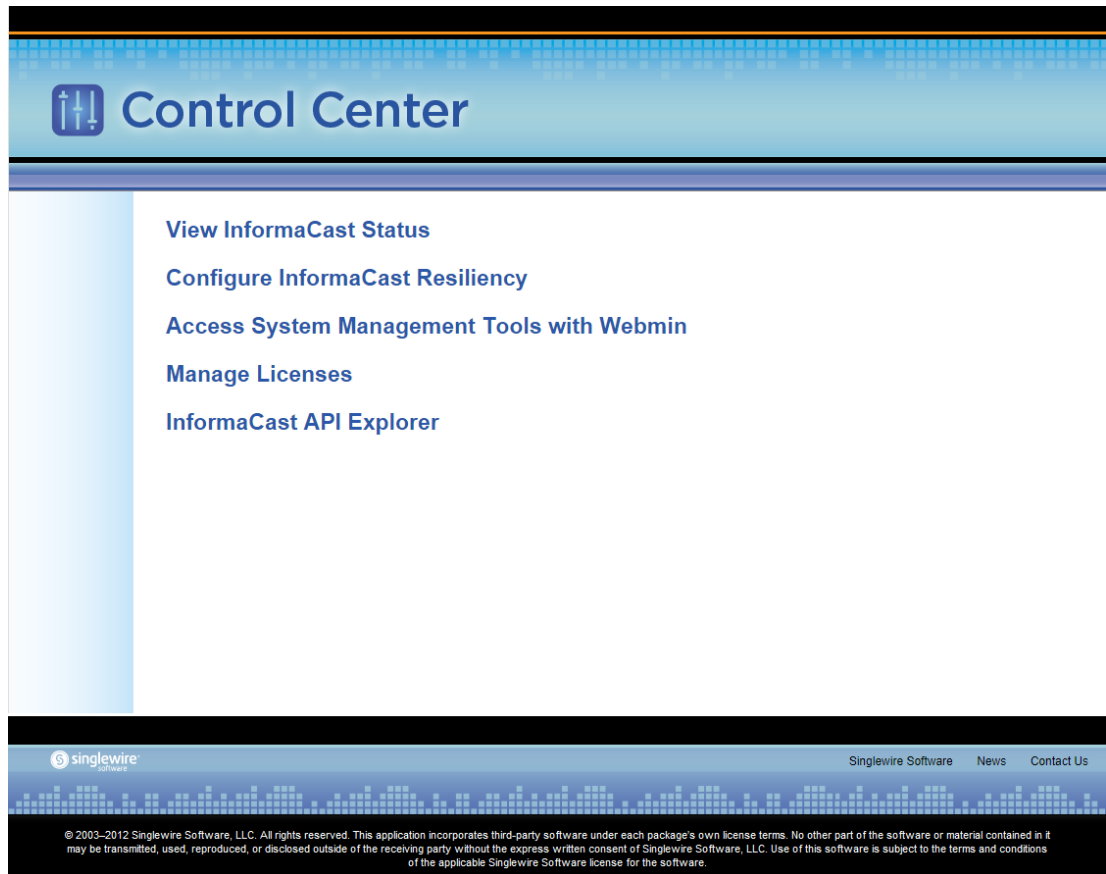 Control Center
View InformaCast Status
Configure InformaCast Resiliency
Access System Management Tools with Webmin
Manage Licenses
InformaCast API Explorer
singlewire
software
Singlewire Software News Contact Us
© 2003–2012 Singlewire Software, LLC. All rights reserved. This application incorporates third-party software under each package's own license terms. No other part of the software or material contained in it
may be transmitted, used, reproduced, or disclosed outside of the receiving party without the express written consent of Singlewire Software, LLC. Use of this software is subject to the terms and conditions
of the applicable Singlewire Software license for the software.